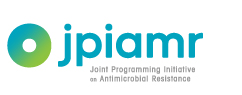 jpiamr
Joint Programming Initiative
on Antimicrobial Resistance